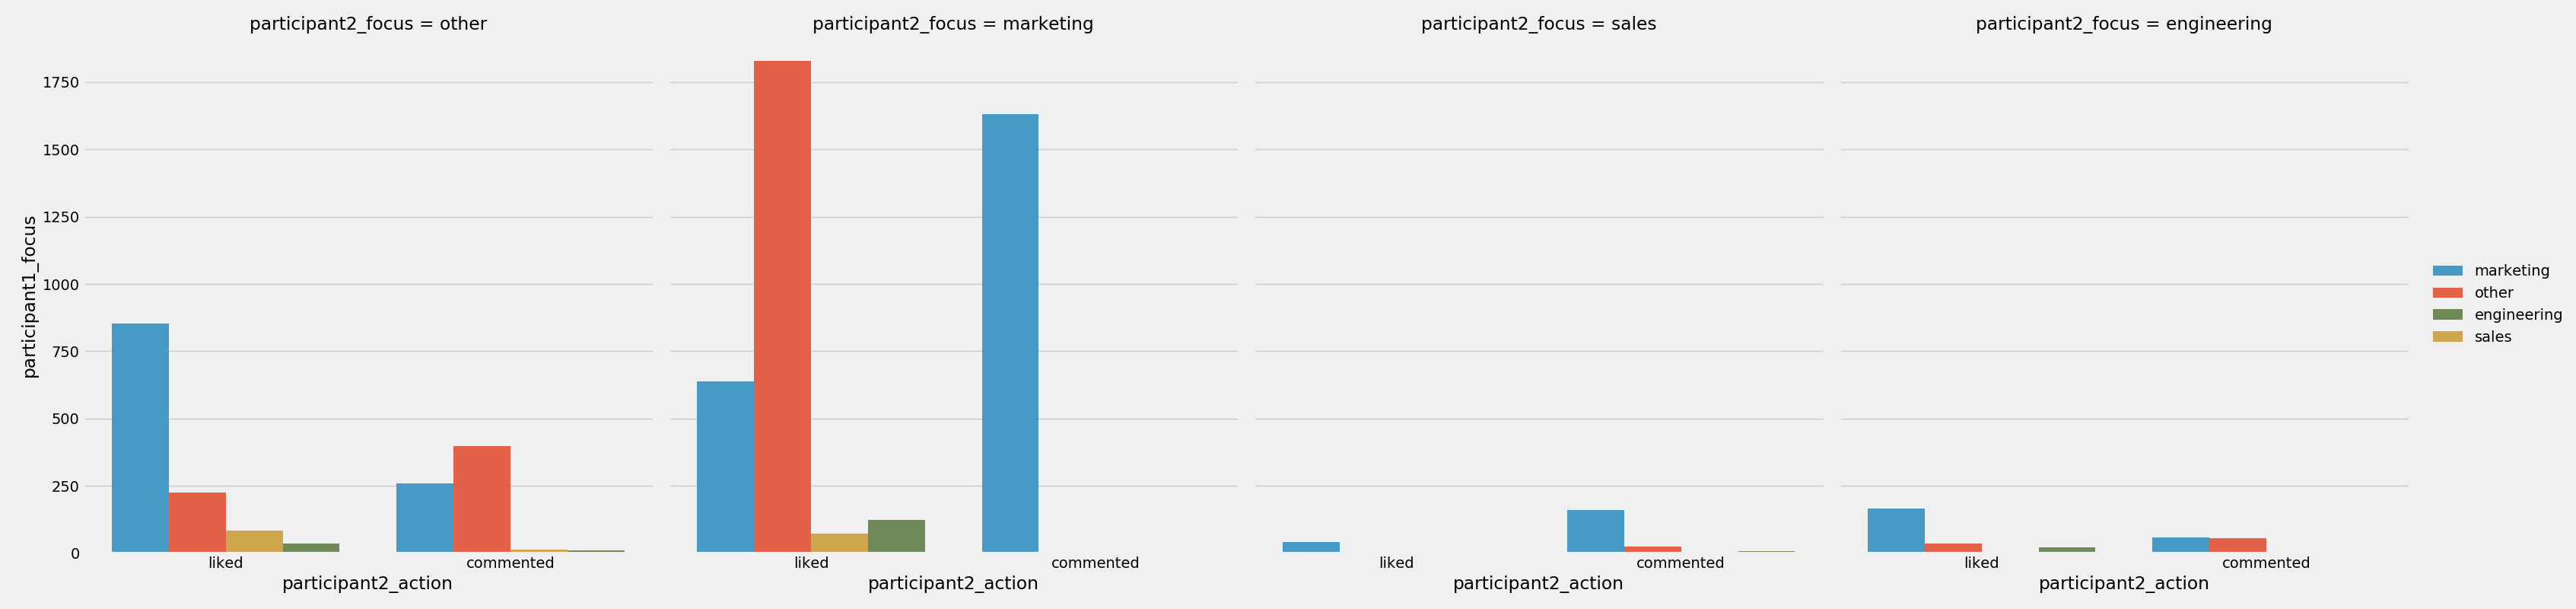 participant2_focus = other
participant2_focus = marketing
participant2_focus = sales
participant2_focus = engineering
participant1_focus
1750
1500
1250
1000
750
500
250
0
liked
commented
liked
commented
liked
commented
liked
commented
participant2_action
participant2_action
participant2_action
participant2_action
marketing
other
engineering
sales